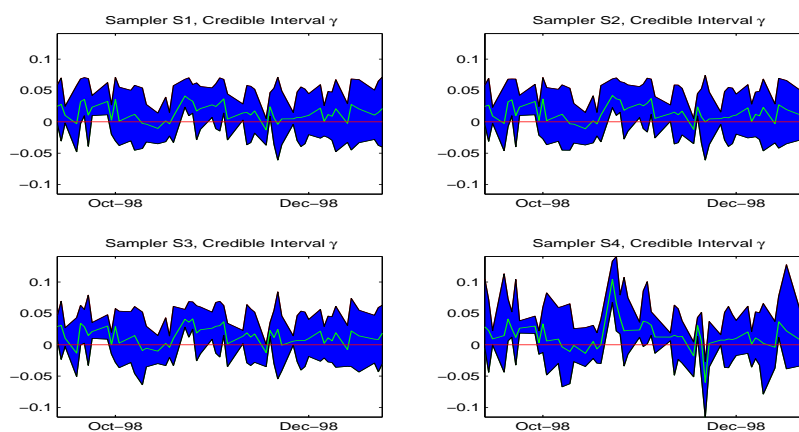 Sampler S1, Credible Interval γ
0.1
0.05
0
−0.05
−0.1
Oct−98
Dec−98
Sampler S2, Credible Interval γ
0.1
0.05
0
−0.05
−0.1
Oct−98
Dec−98
Sampler S3, Credible Interval γ
0.1
0.05
0
−0.05
−0.1
Oct−98
Dec−98
Sampler S4, Credible Interval γ
0.1
0.05
0
−0.05
−0.1
Oct−98
Dec−98